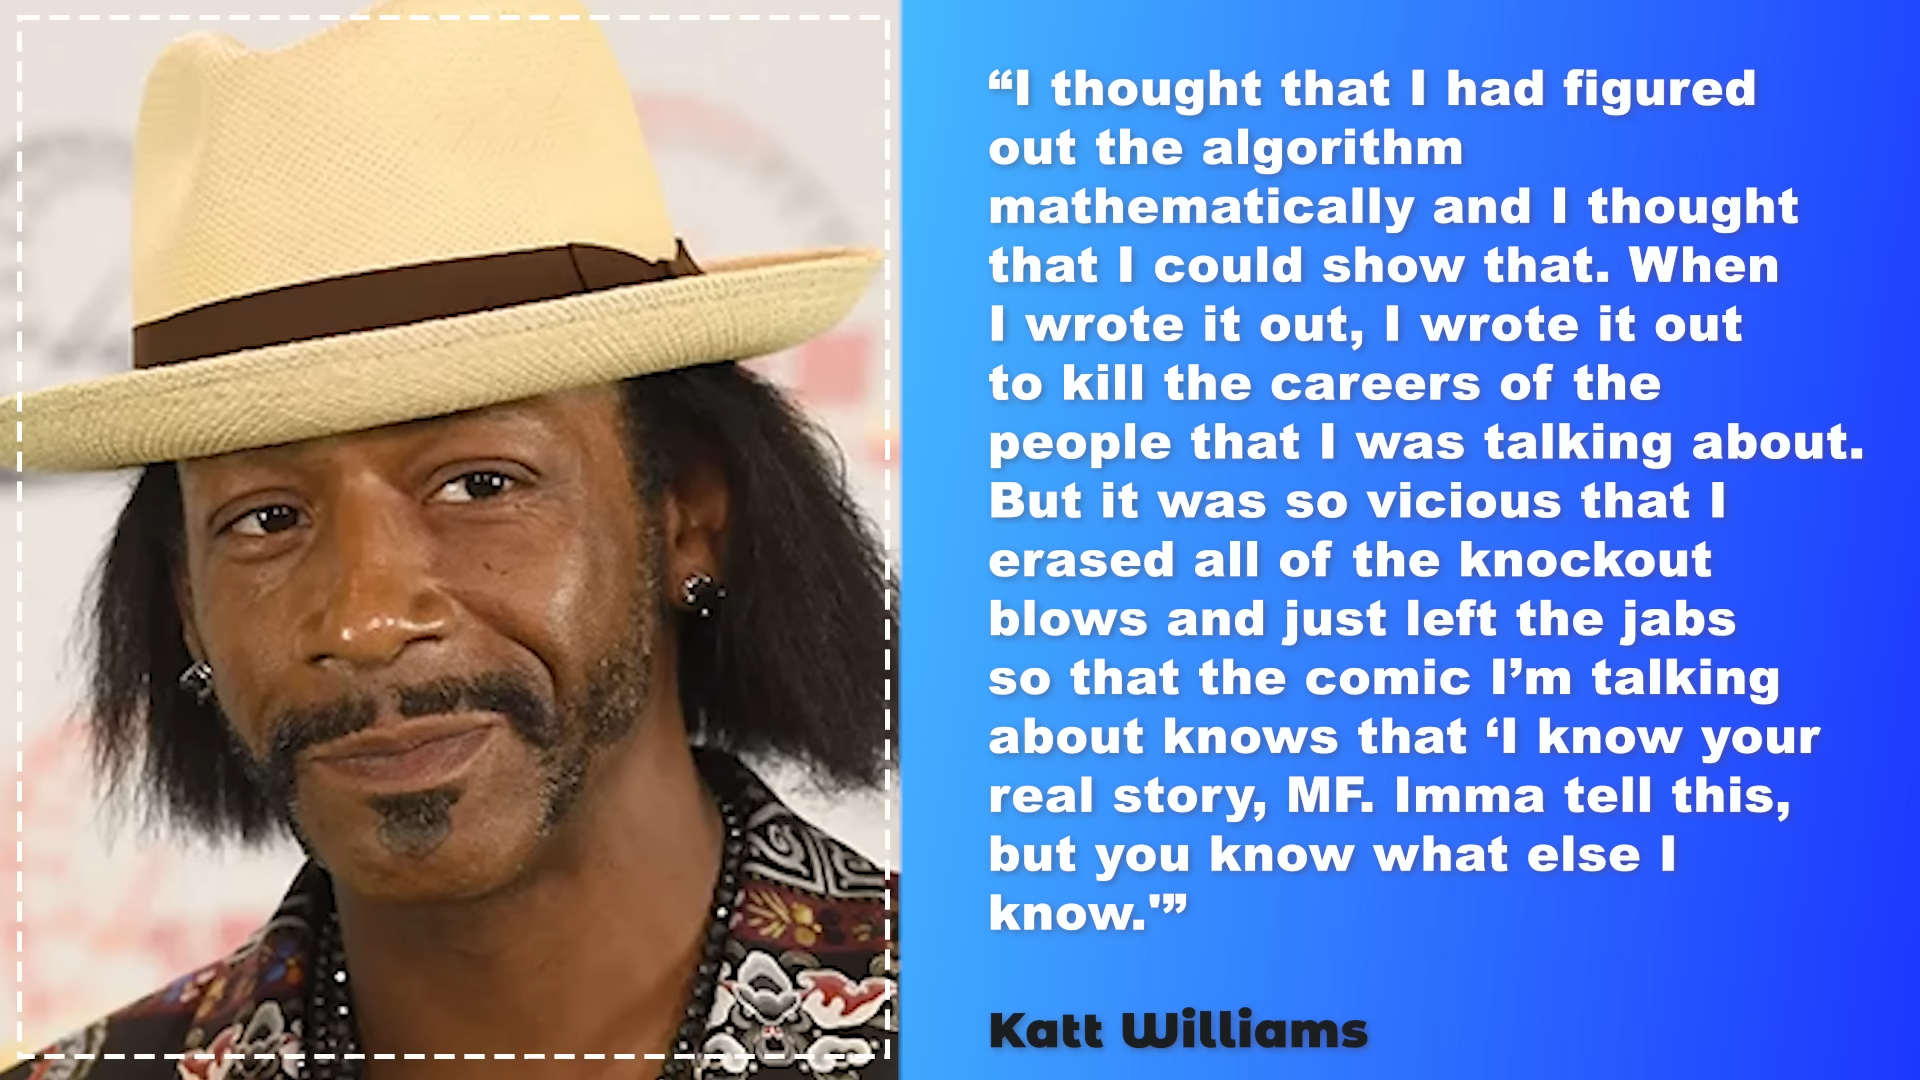 “I thought that I had figured
out the algorithm
mathematically and I thought
that I could show that. When
I wrote it out, I wrote it out
to kill the careers of the
people that I was talking about.
But it was so vicious that I
erased all of the knockout
blows and just left the jabs
so that the comic I’m talking
about knows that ‘I know your
real story, MF. Imma tell this,
but you know what else I
know.'”
Katt Williams